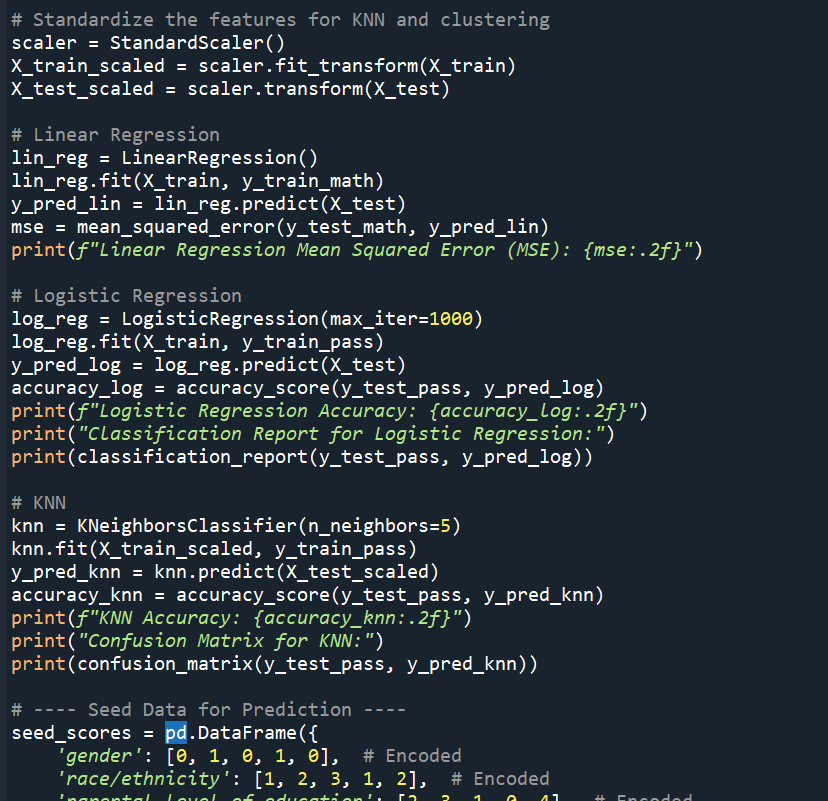 # Standardize the features for KNN and clustering
scaler = StandardScaler()
X_train_scaled = scaler.fit_transform(X_train)
X_test_scaled = scaler.transform(X_test)

# Linear Regression
lin_reg = LinearRegression()
lin_reg.fit(X_train, y_train_math)
y_pred_lin = lin_reg.predict(X_test)
mse = mean_squared_error(y_test_math, y_pred_lin)
print(f"Linear Regression Mean Squared Error (MSE): {mse:.2f}")

# Logistic Regression
log_reg = LogisticRegression(max_iter=1000)
log_reg.fit(X_train, y_train_pass)
y_pred_log = log_reg.predict(X_test)
accuracy_log = accuracy_score(y_test_pass, y_pred_log)
print(f"Logistic Regression Accuracy: {accuracy_log:.2f}")
print("Classification Report for Logistic Regression:")
print(classification_report(y_test_pass, y_pred_log))

# KNN
knn = KNeighborsClassifier(n_neighbors=5)
knn.fit(X_train_scaled, y_train_pass)
y_pred_knn = knn.predict(X_test_scaled)
accuracy_knn = accuracy_score(y_test_pass, y_pred_knn)
print(f"KNN Accuracy: {accuracy_knn:.2f}")
print("Confusion Matrix for KNN:")
print(confusion_matrix(y_test_pass, y_pred_knn))

# ---- Seed Data for Prediction ----
seed_scores = pd.DataFrame({
    'gender': [0, 1, 0, 1, 0],  # Encoded
    'race/ethnicity': [1, 2, 3, 1, 2],  # Encoded
    'parental level of education': [2, 3, 1, 0, 4],  # Encoded